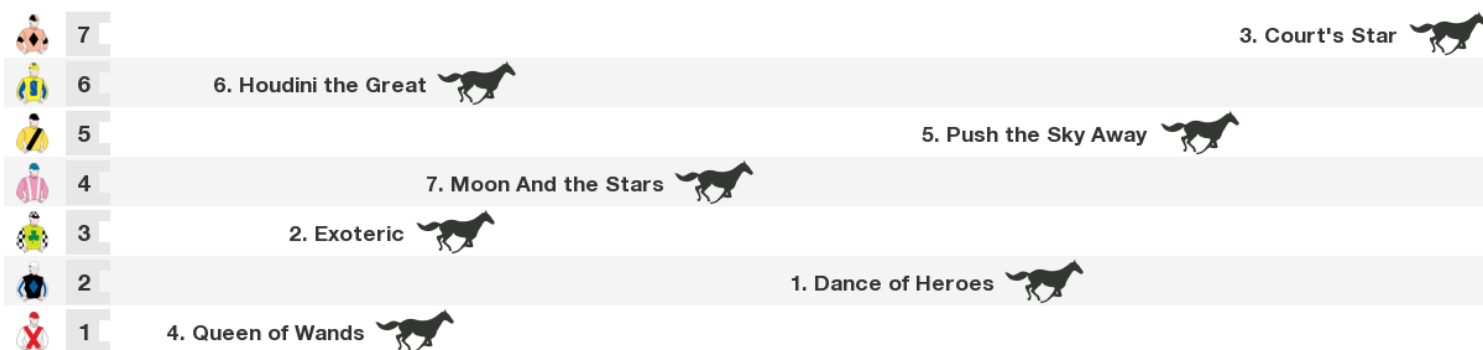 7 3. Court's Star
6 6. Houdini the Great
5 5. Push the Sky Away
4 7. Moon And the Stars
3 2. Exoteric
2 1. Dance of Heroes
1 4. Queen of Wands